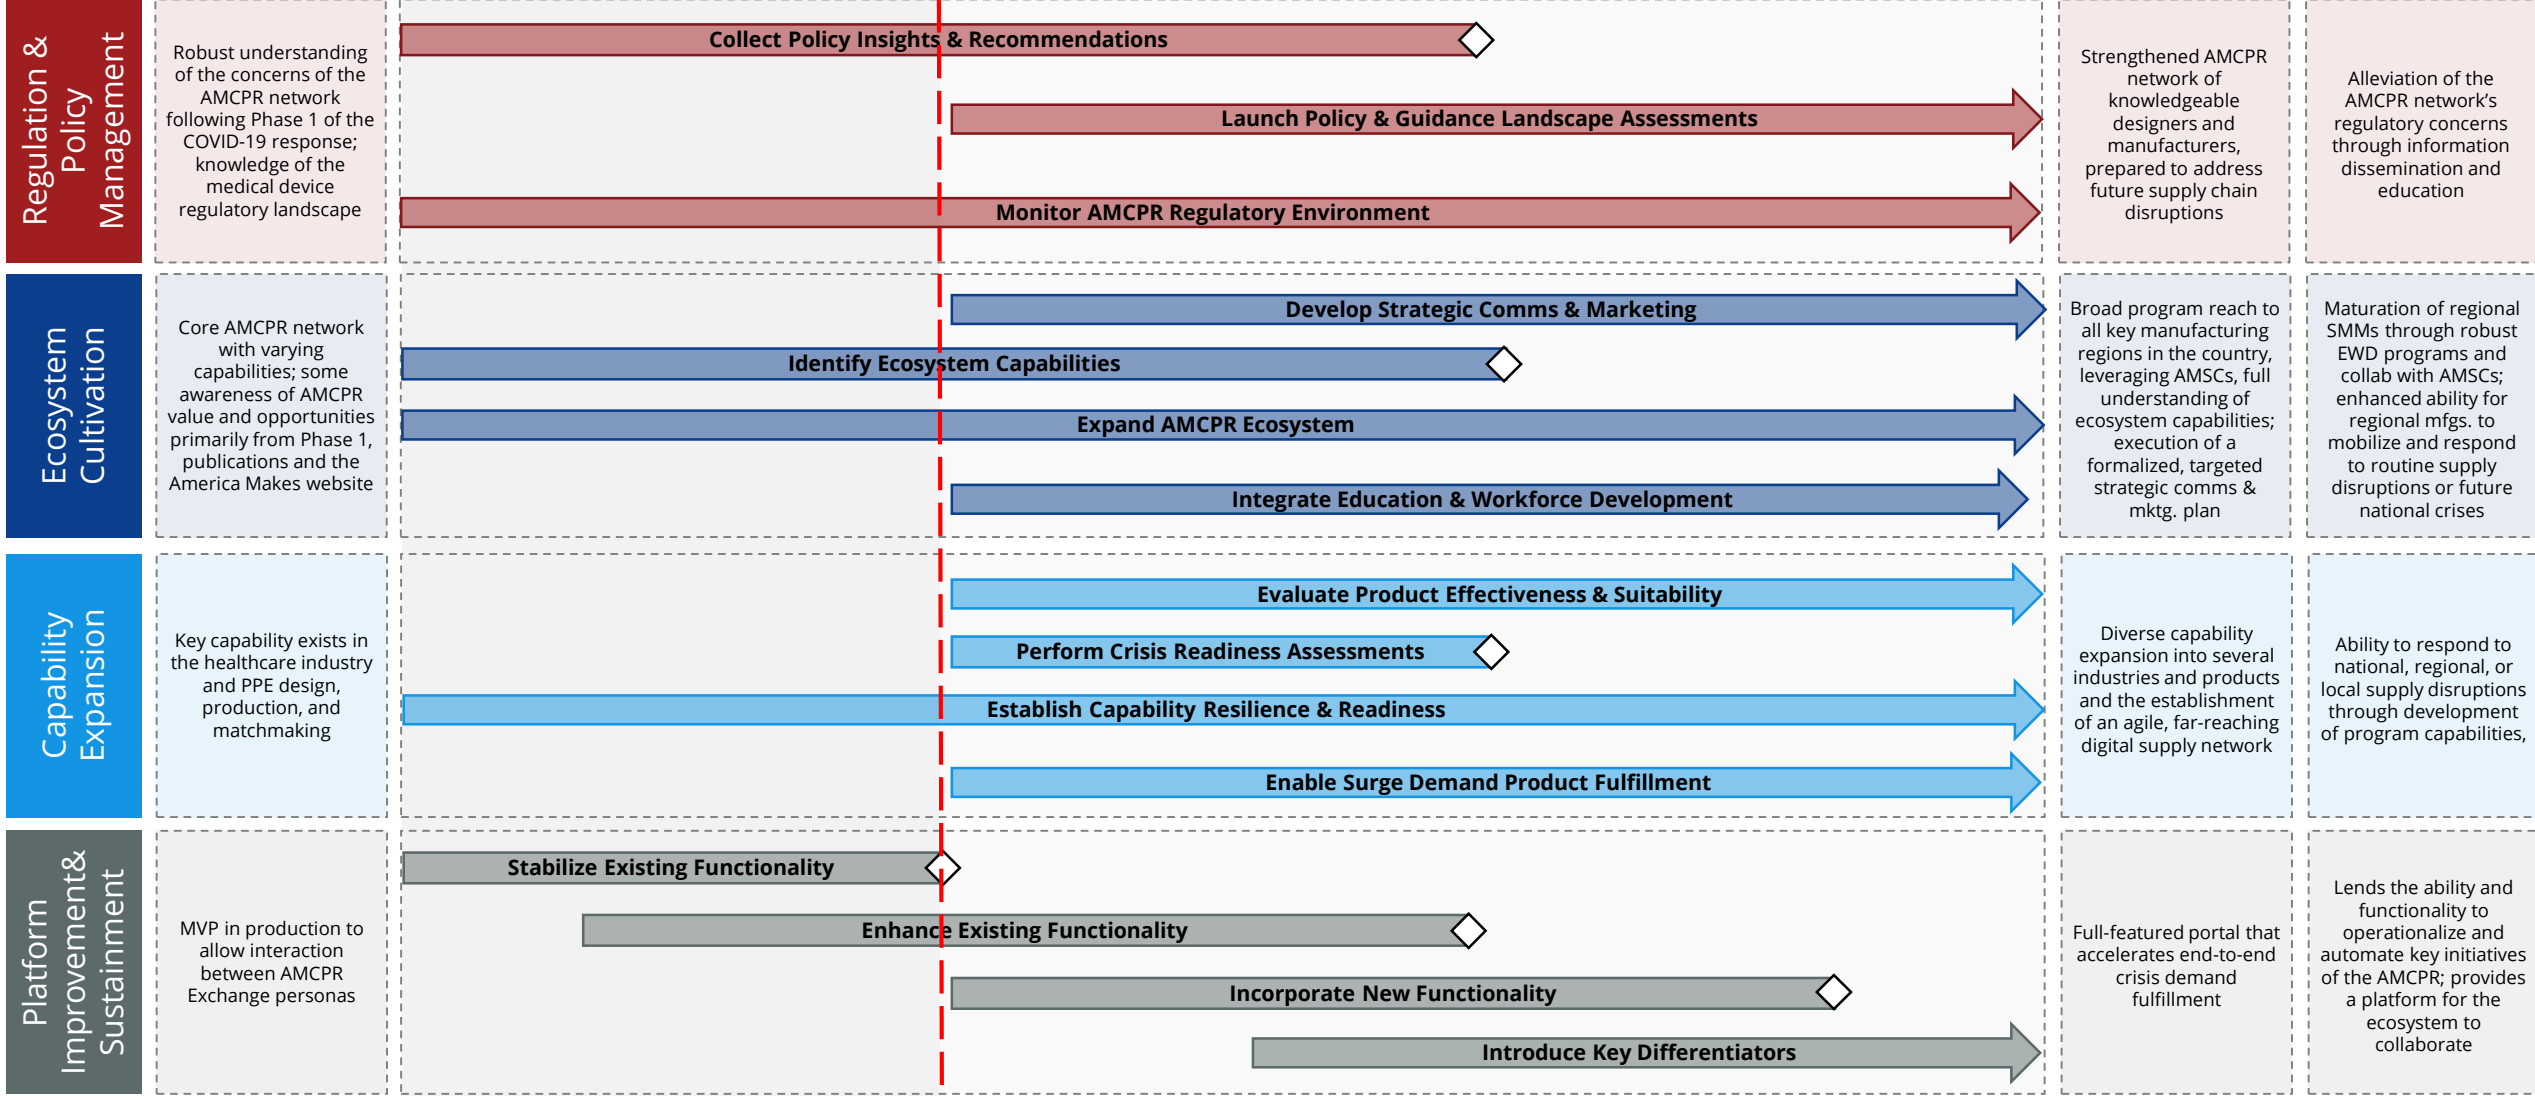 Regulation &
Policy
Management
Robust understanding
of the concerns of the
AMCPR network
following Phase 1 of the
COVID-19 response;
knowledge of the
medical device
regulatory landscape
Collect Policy Insights & Recommendations
Launch Policy & Guidance Landscape Assessments
Monitor AMCPR Regulatory Environment
Strengthened AMCPR
network of
knowledgeable
designers and
manufacturers,
prepared to address
future supply chain
disruptions
Alleviation of the
AMCPR network’s
regulatory concerns
through information
dissemination and
education
Ecosystem
Cultivation
Core AMCPR network
with varying
capabilities; some
awareness of AMCPR
value and opportunities
primarily from Phase 1,
publications and the
America Makes website
Develop Strategic Comms & Marketing
Identify Ecosystem Capabilities
Expand AMCPR Ecosystem
Integrate Education & Workforce Development
Broad program reach to
all key manufacturing
regions in the country,
leveraging AMSCs, full
understanding of
ecosystem capabilities;
execution of a
formalized, targeted
strategic comms &
mktg. plan
Maturation of regional
SMMs through robust
EWD programs and
collab with AMSCs;
enhanced ability for
regional mfgs. to
mobilize and respond
to routine supply
disruptions or future
national crises
Capability
Expansion
Key capability exists in
the healthcare industry
and PPE design,
production, and
matchmaking
Evaluate Product Effectiveness & Suitability
Perform Crisis Readiness Assessments
Establish Capability Resilience & Readiness
Enable Surge Demand Product Fulfillment
Diverse capability
expansion into several
industries and products
and the establishment
of an agile, far-reaching
digital supply network
Ability to respond to
national, regional, or
local supply disruptions
through development
of program capabilities,
Platform
Improvement&
Sustainment
MVP in production to
allow interaction
between AMCPR
Exchange personas
Stabilize Existing Functionality
Enhance Existing Functionality
Incorporate New Functionality
Introduce Key Differentiators
Full-featured portal that
accelerates end-to-end
crisis demand
fulfillment
Lends the ability and
functionality to
operationalize and
automate key initiatives
of the AMCPR; provides
a platform for the
ecosystem to
collaborate